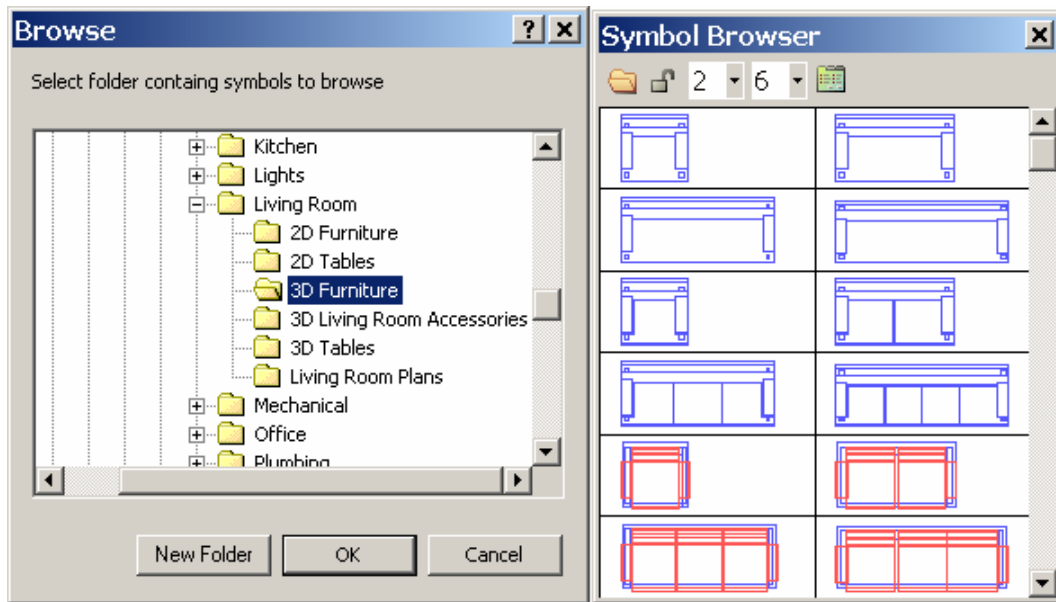 Browse
Select folder containg symbols to browse
Kitchen
Lights
Living Room
2D Furniture
2D Tables
3D Furniture
3D Living Room Accessories
3D Tables
Living Room Plans
Mechanical
Office
Plumbing
New Folder
OK
Cancel
Symbol Browser
2
6